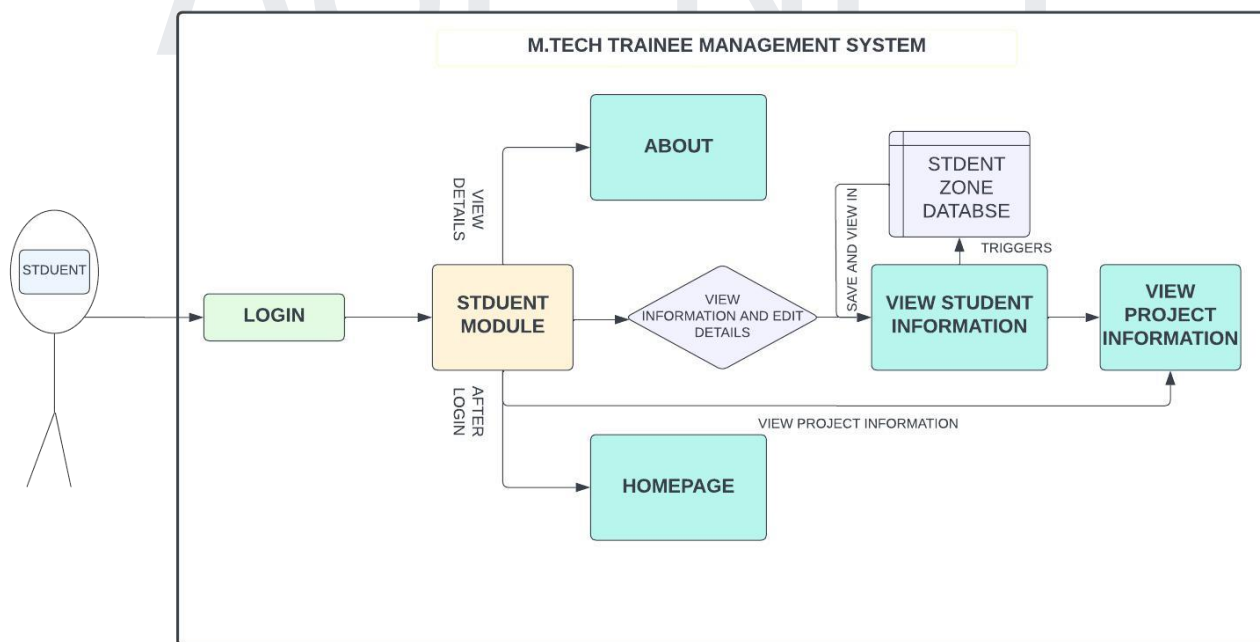 M.TECH TRAINEE MANAGEMENT SYSTEM
ABOUT
STDENT
ZONE
DATABSE
VIEW
DETAILS
SAVE AND VIEW IN
TRIGGERS
STDUENT
LOGIN
STDUENT
MODULE
VIEW
INFORMATION AND EDIT
DETAILS
VIEW STUDENT
INFORMATION
VIEW
PROJECT
INFORMATION
AFTER
LOGIN
VIEW PROJECT INFORMATION
HOMEPAGE